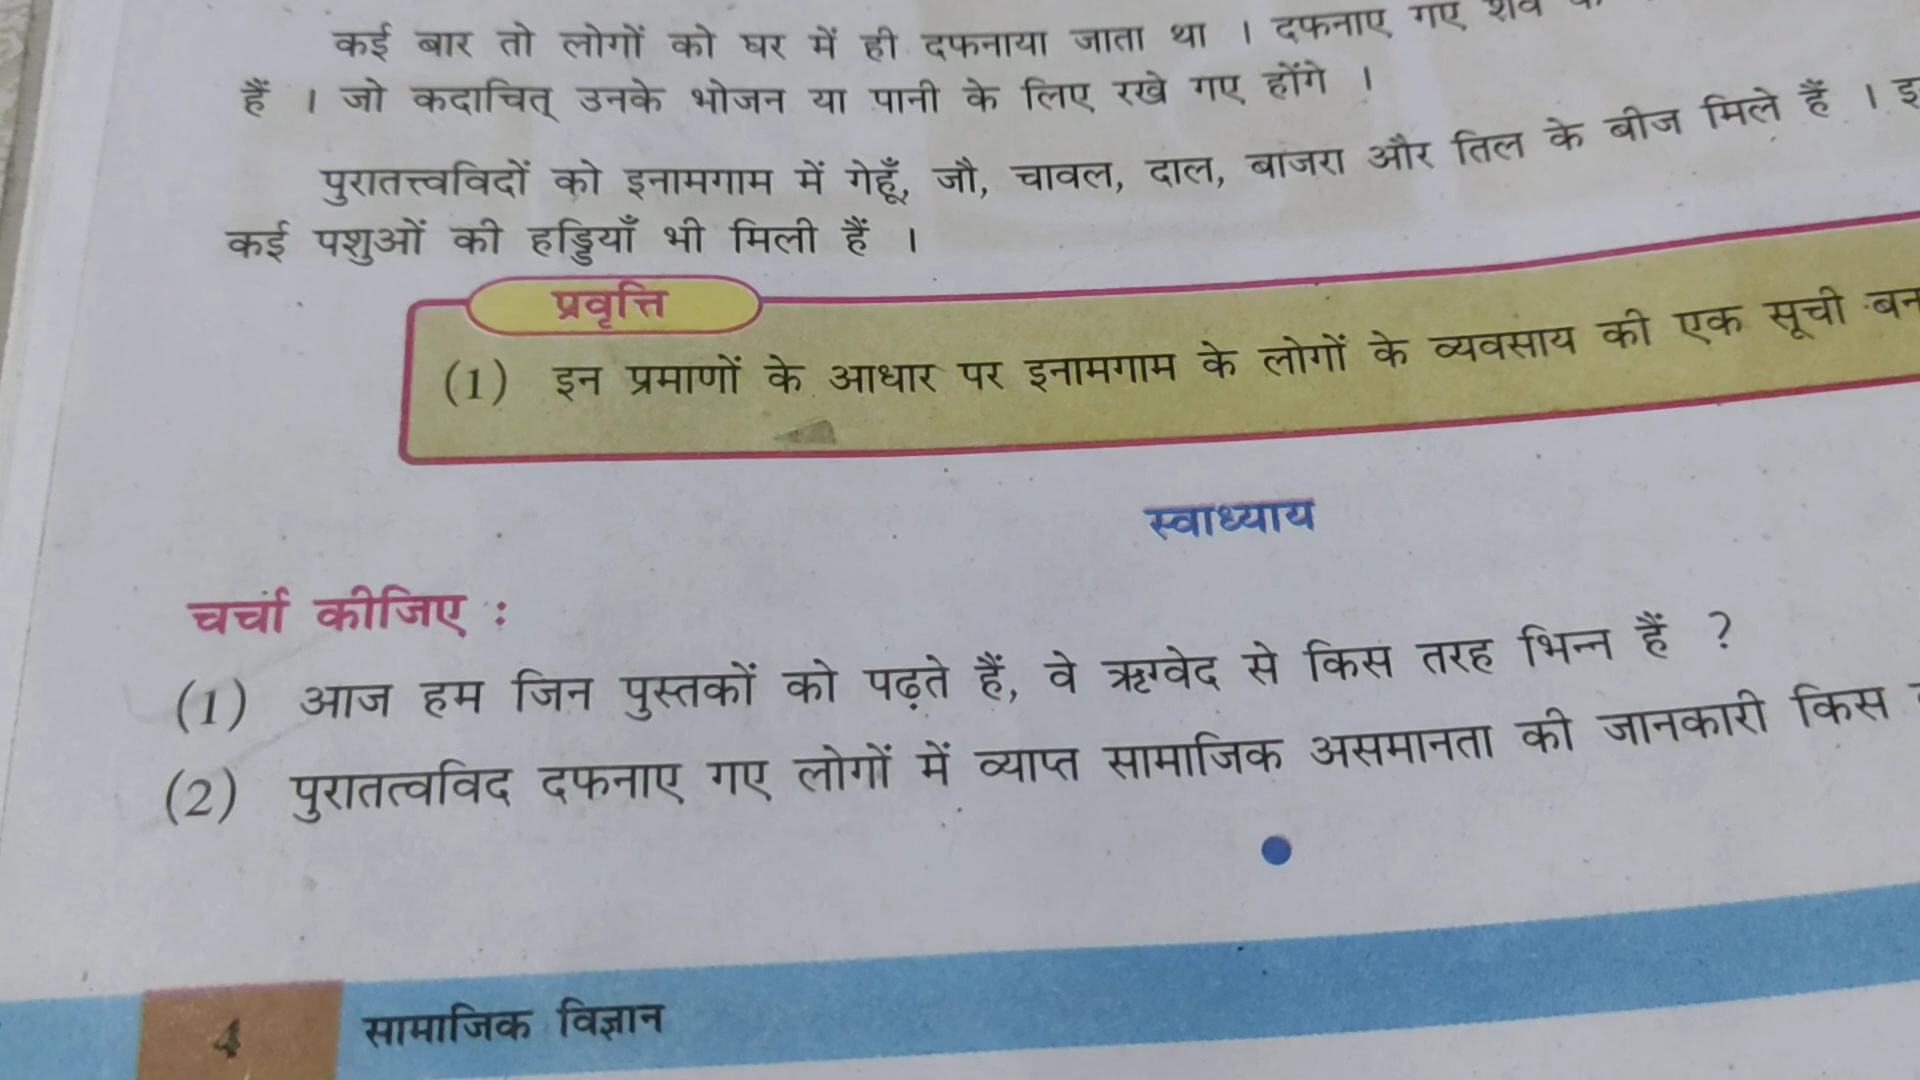 कई बार तो लोगों को घर में ही दफनाया जाता था । दफनाए गए शव
हैं । जो कदाचित् उनके भोजन या पानी के लिए रखे गए होंगे ।
पुरातत्त्वविदों को इनामगाम में गेहूँ, जौ, चावल, दाल, बाजरा और तिल के बीज मिले हैं ।
कई पशुओं की हड्डियाँ भी मिली हैं ।
प्रवृत्ति
(1) इन प्रमाणों के आधार पर इनामगाम के लोगों के व्यवसाय की एक सूची
स्वाध्याय
चर्चा कीजिए :
(1) आज हम जिन पुस्तकों को पढ़ते हैं, वे ऋग्वेद से किस तरह भिन्न हैं ?
(2) पुरातत्वविद दफनाए गए लोगों में व्याप्त सामाजिक असमानता की जानकारी किस
4 सामाजिक विज्ञान